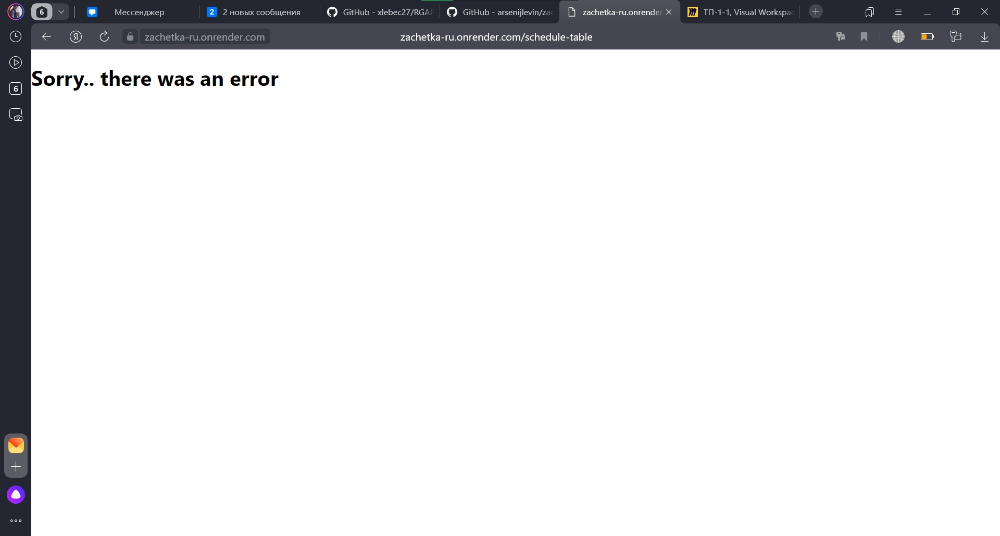 6
Мессенджер
2
2 новых сообщения
GitHub - xlebec27/RGAF
GitHub - arsenijlevin/zac
zachetka-ru.onrender
ТП-1-1, Visual Workspac
Я
zachetka-ru.onrender.com
zachetka-ru.onrender.com/schedule-table
6
Sorry.. there was an error